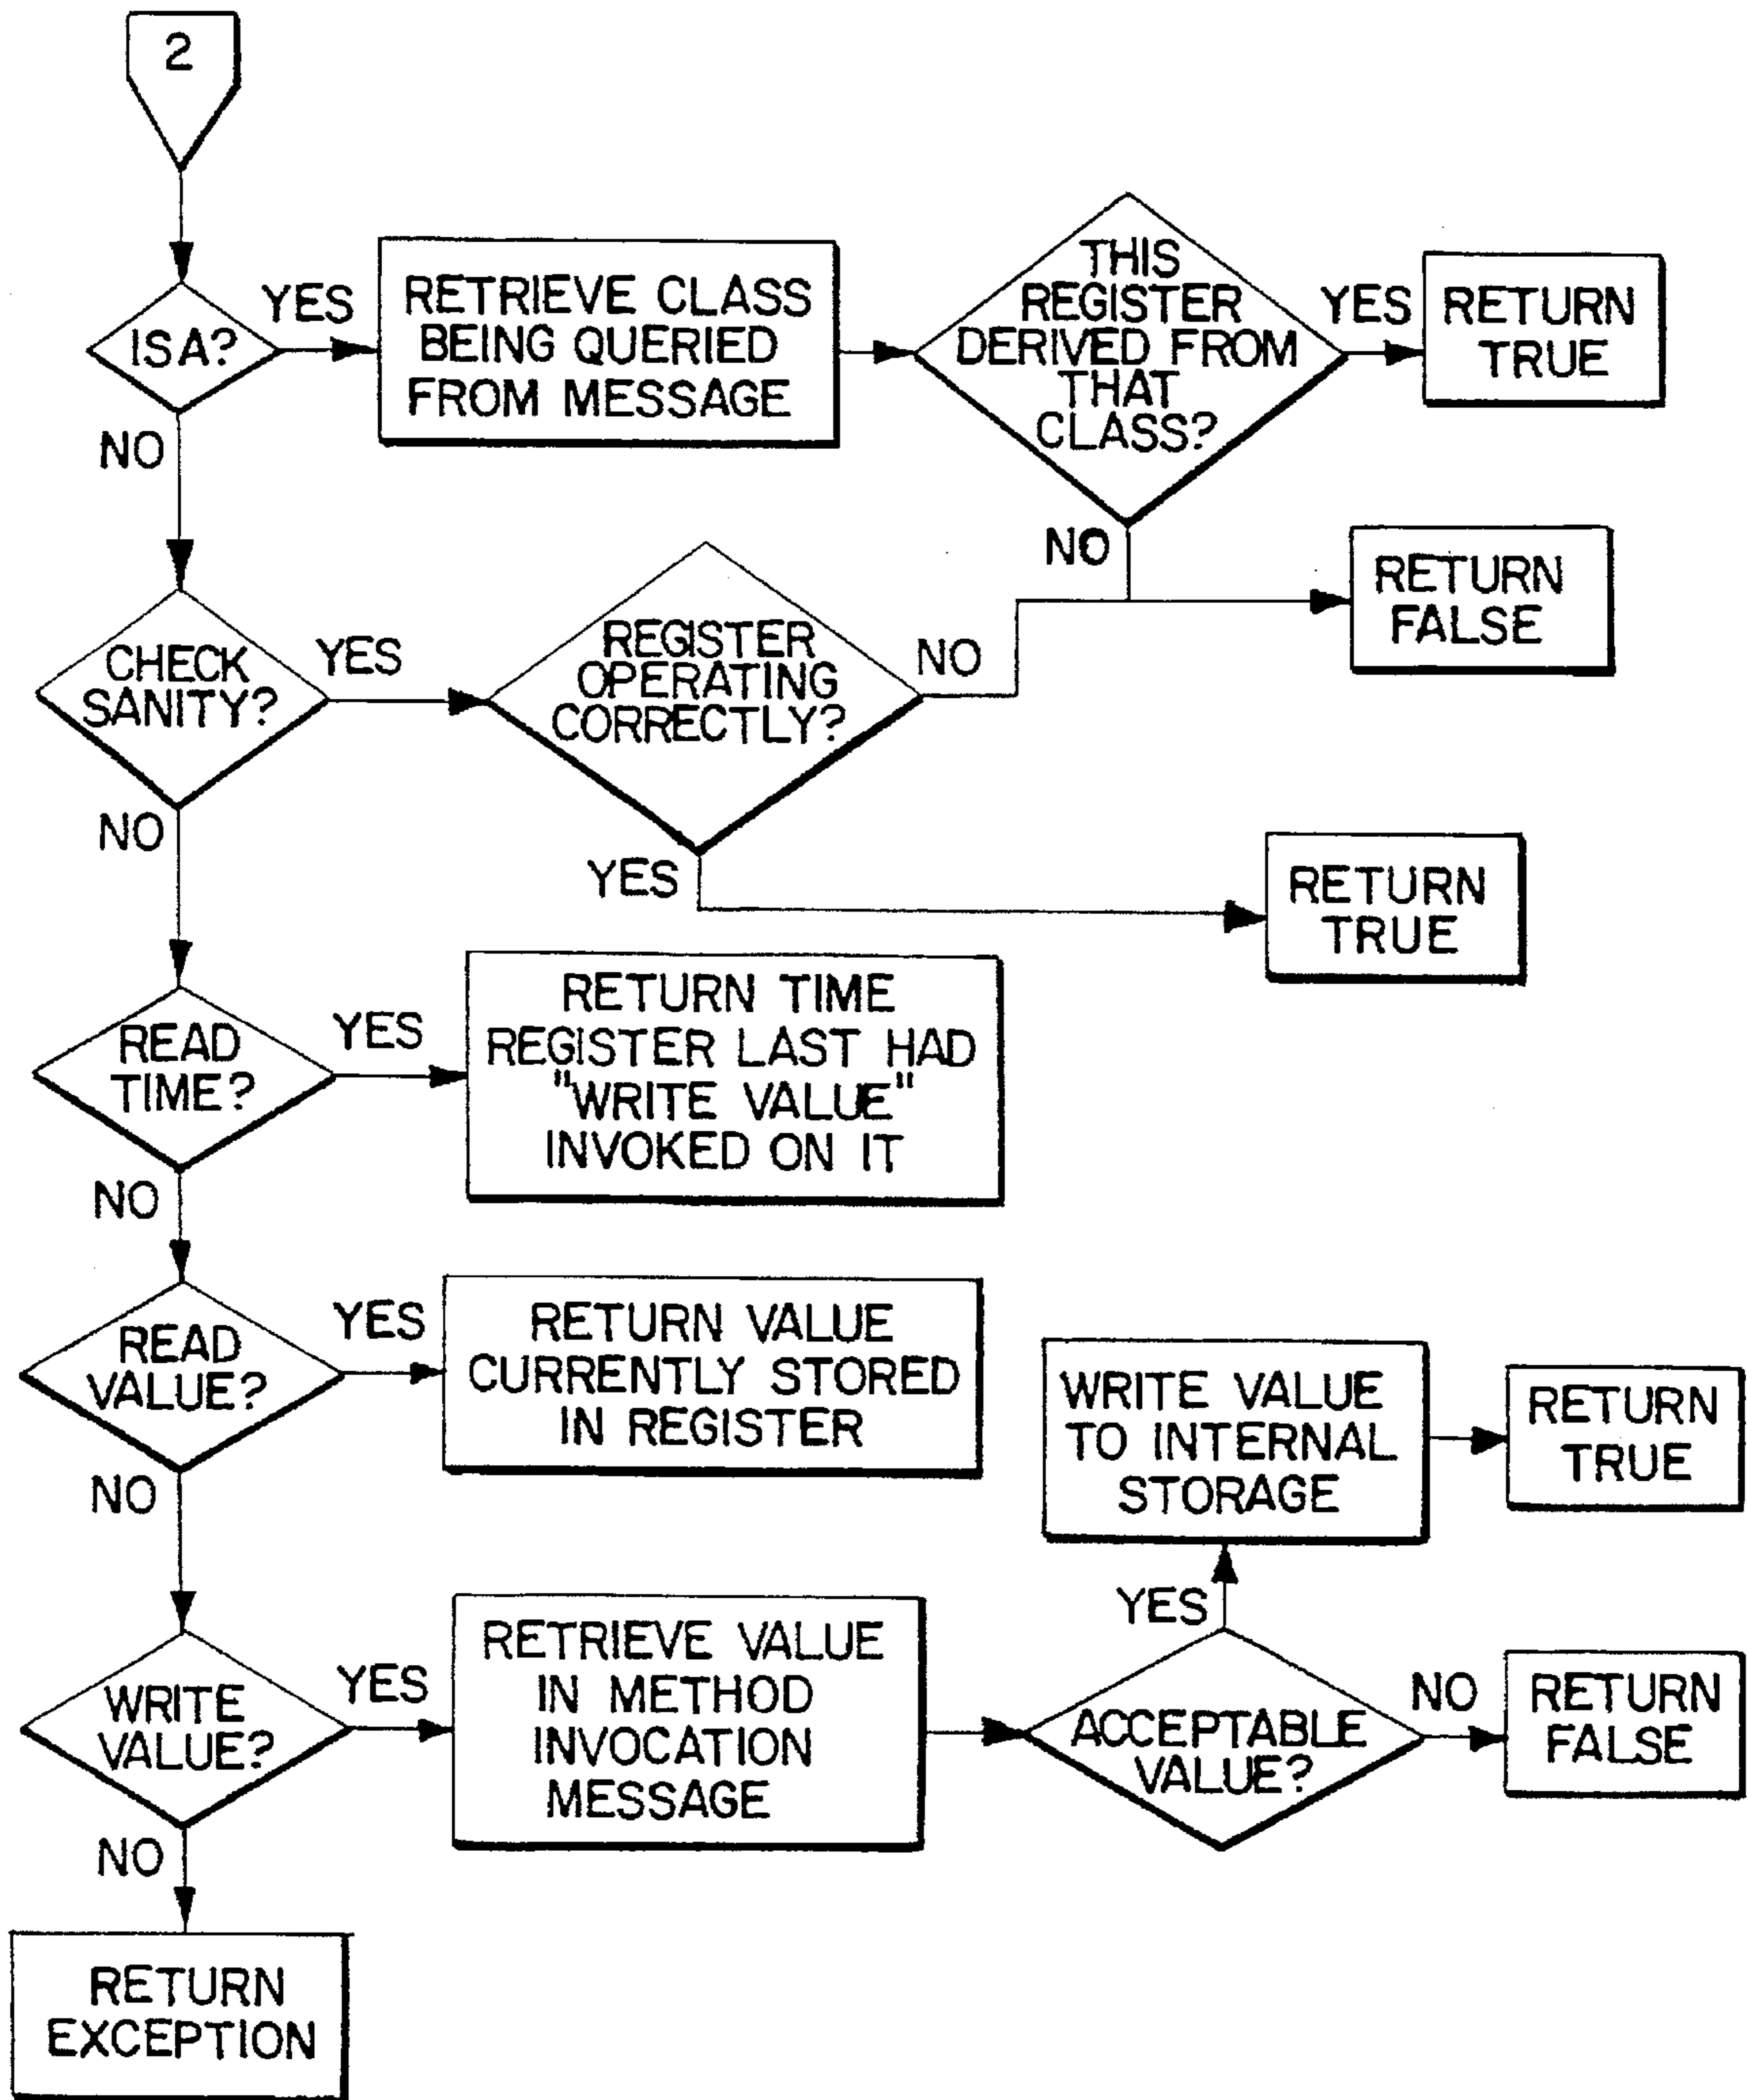 2
ISA?
YES
RETRIEVE CLASS
BEING QUERIED
FROM MESSAGE
THIS
REGISTER
DERIVED FROM
THAT
CLASS?
YES
RETURN
TRUE
NO
NO
RETURN
FALSE
CHECK
SANITY?
YES
REGISTER
OPERATING
CORRECTLY?
NO
YES
RETURN
TRUE
NO
READ
TIME?
YES
RETURN TIME
REGISTER LAST HAD
"WRITE VALUE"
INVOKED ON IT
NO
READ
VALUE?
YES
RETURN VALUE
CURRENTLY STORED
IN REGISTER
WRITE VALUE
TO INTERNAL
STORAGE
RETURN
TRUE
NO
WRITE
VALUE?
YES
RETRIEVE VALUE
IN METHOD
INVOCATION
MESSAGE
YES
ACCEPTABLE
VALUE?
NO
RETURN
FALSE
NO
RETURN
EXCEPTION